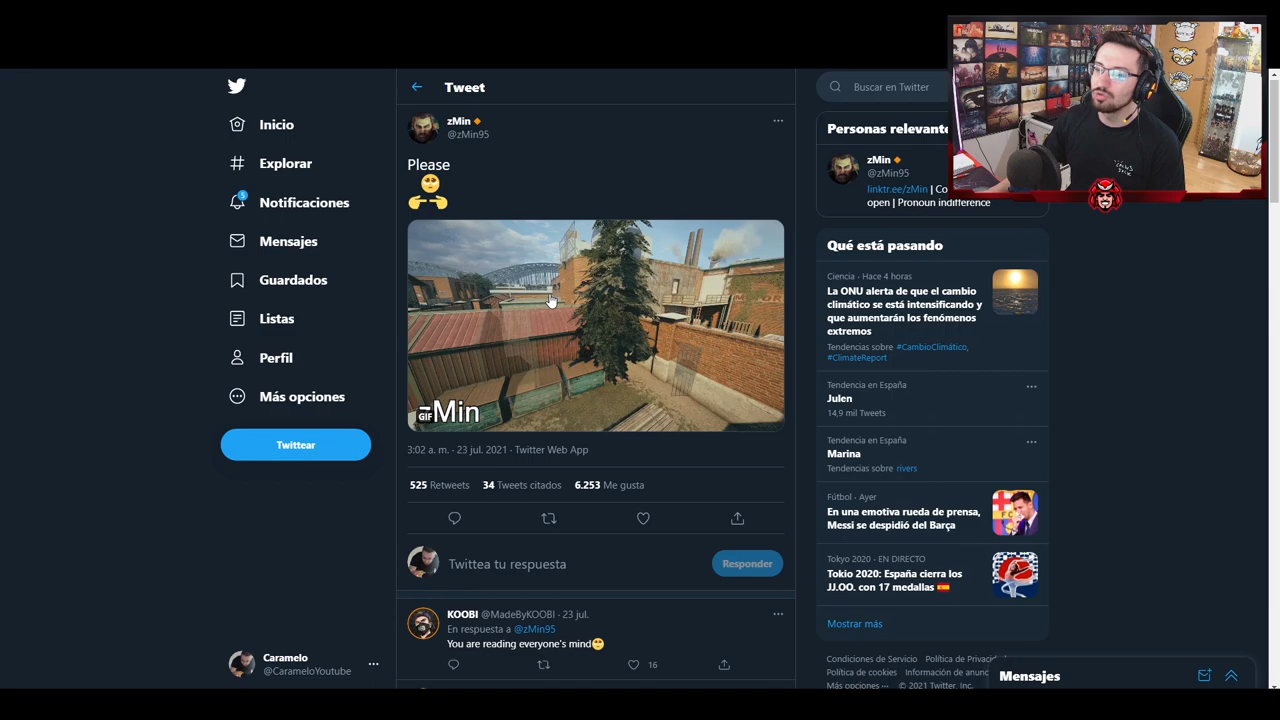 Inicio
Explorar
5
Notificaciones
Mensajes
Guardados
Listas
Perfil
Más opciones
Twittear
Caramelo
@CarameloYoutube
Tweet
zMin
@zMin95
Please
GIF
zMin
3:02 a. m. · 23 jul. 2021 · Twitter Web App
525 Retweets 34 Tweets citados 6.253 Me gusta
Twittea tu respuesta
Responder
KOOBI @MadeByKOOBI · 23 jul.
En respuesta a @zMin95
You are reading everyone's mind
16
Buscar en Twitter
Personas relevante
zMin
@zMin95
linktr.ee/zMin | Co
open | Pronoun indifference
Qué está pasando
Ciencia · Hace 4 horas
La ONU alerta de que el cambio
climático se está intensificando y
que aumentarán los fenómenos
extremos
Tendencias sobre #CambioClimático,
#ClimateReport
Tendencia en España
Julen
14,9 mil Tweets
Tendencia en España
Marina
Tendencias sobre rivers
Fútbol · Ayer
En una emotiva rueda de prensa,
Messi se despidió del Barça
Tokyo 2020 · EN DIRECTO
Tokio 2020: España cierra los
JJ.OO. con 17 medallas
Mostrar más
Condiciones de Servicio Política de Privacid
Política de cookies Información de anunc
Más opciones © 2021 Twitter, Inc.
Mensajes